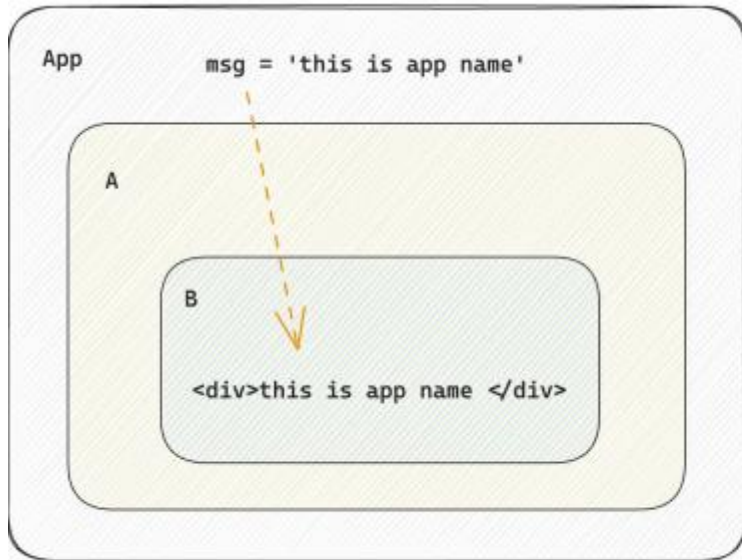 App
msg = 'this is app name'
A
B
<div>this is app name </div>